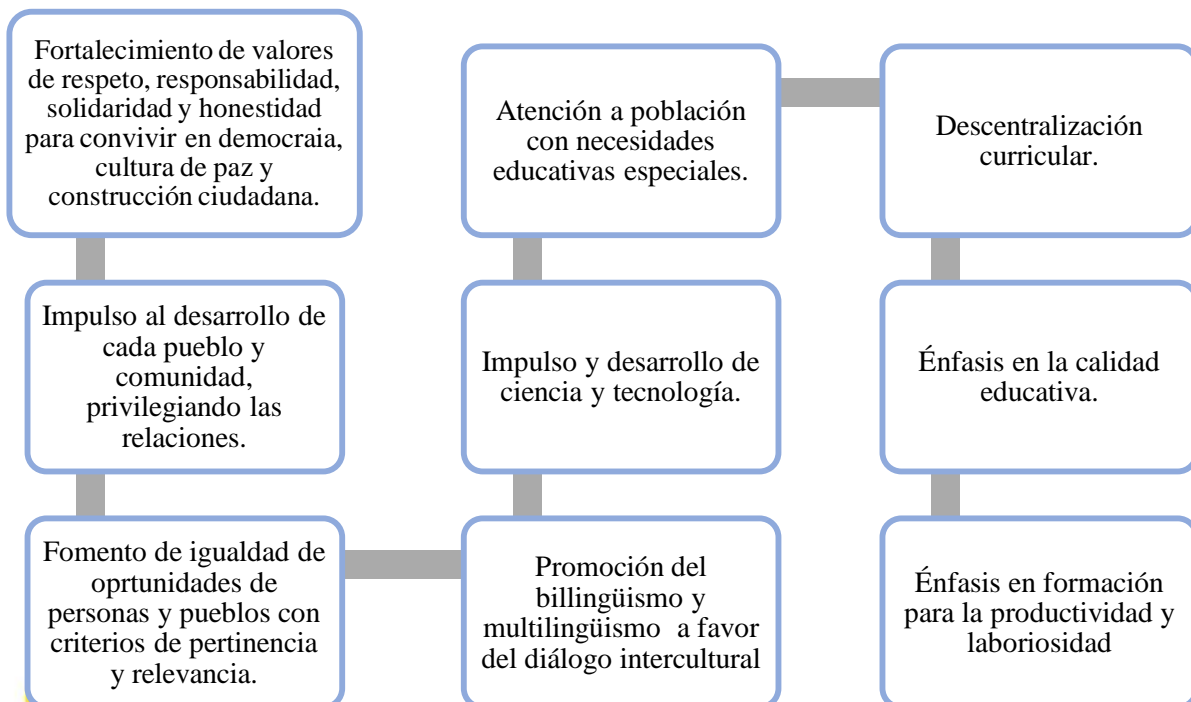 Fortalecimiento de valores
de respeto, responsabilidad,
solidaridad y honestidad
para convivir en democraia,
cultura de paz y
construcción ciudadana.
Impulso al desarrollo de
cada pueblo y
comunidad,
privilegiando las
relaciones.
Fomento de igualdad de
oprtunidades de
personas y pueblos con
criterios de pertinencia
y relevancia.
Promoción del
billingüismo y
multilingüismo a favor
del diálogo intercultural
Impulso y desarrollo de
ciencia y tecnología.
Atención a población
con necesidades
educativas especiales.
Descentralización
curricular.
Énfasis en la calidad
educativa.
Énfasis en formación
para la productividad y
laboriosidad